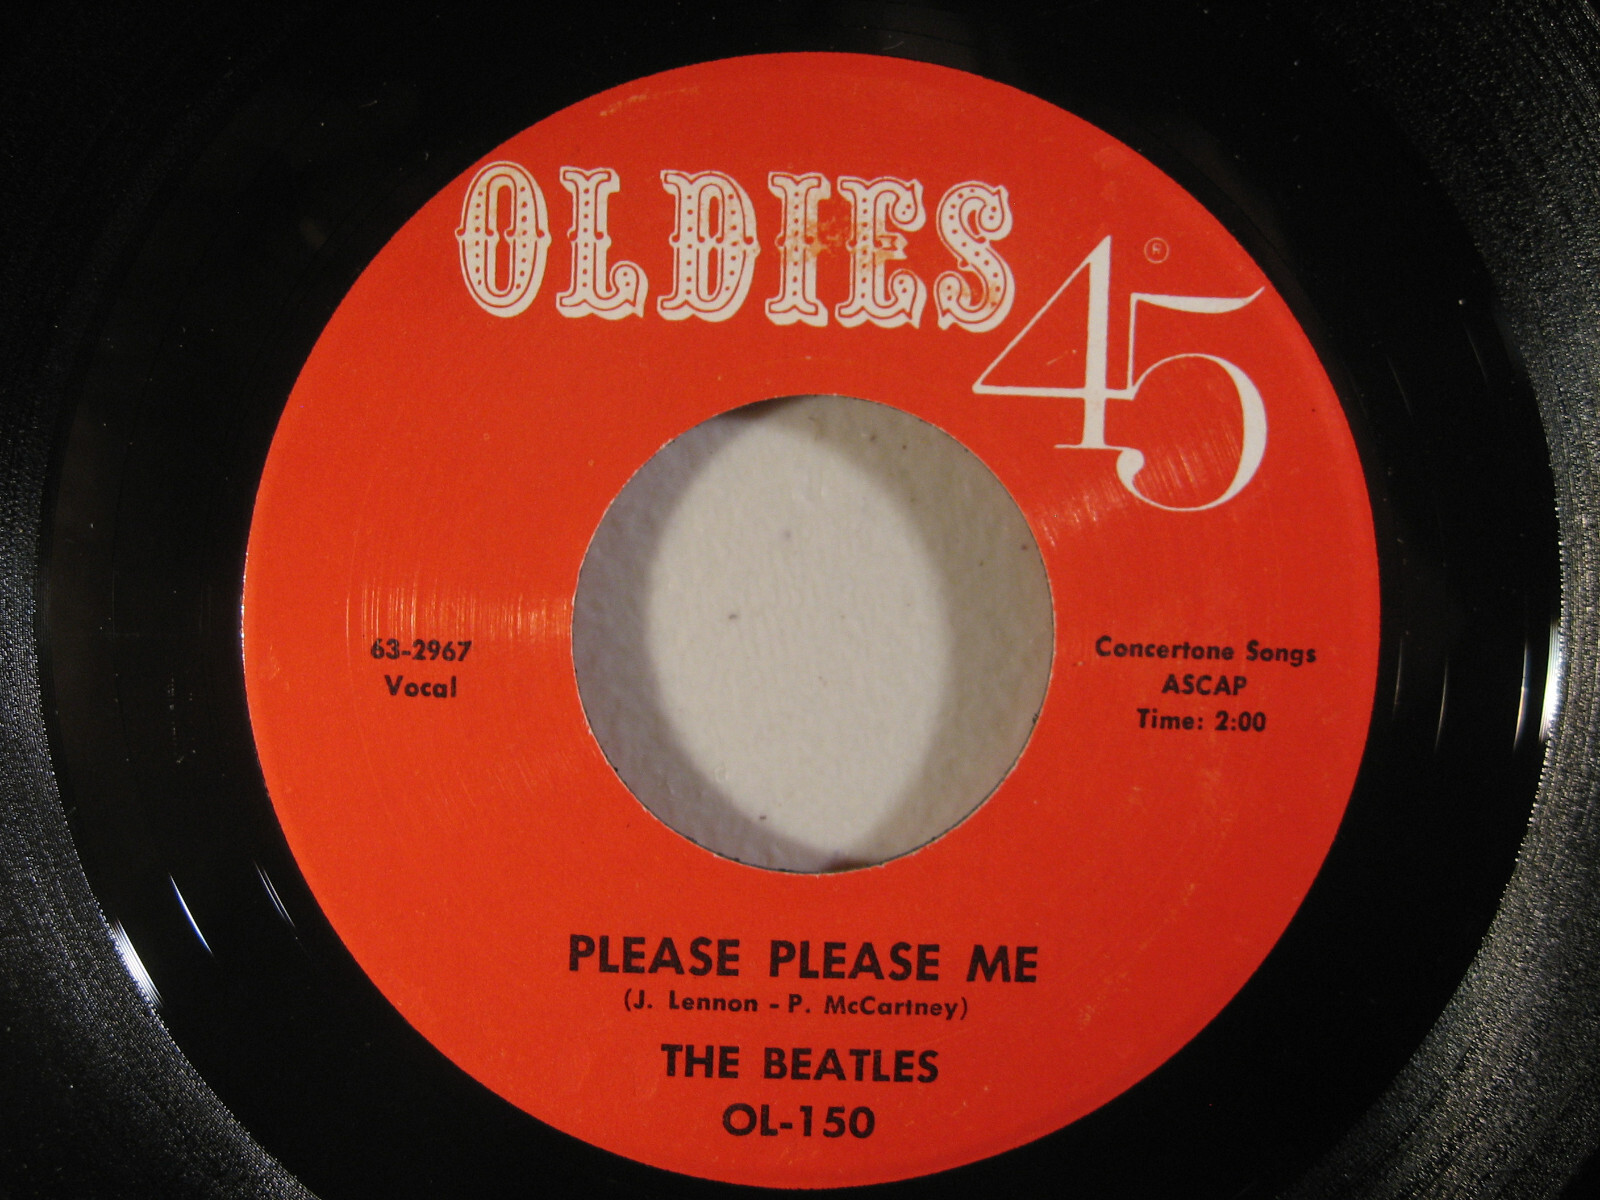 OLDIES
45®
63-2967
Vocal
Concertone Songs
ASCAP
Time: 2:00
PLEASE PLEASE ME
(J. Lennon - P. McCartney)
THE BEATLES
OL-150